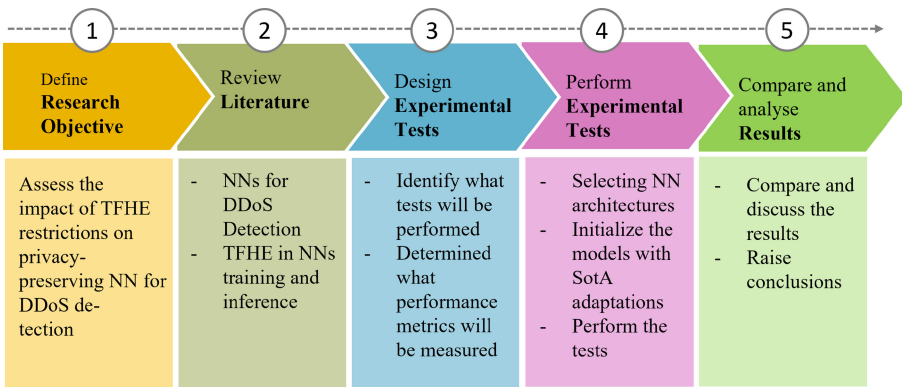 1
2
3
4
5
Define
Research
Objective
Review
Literature
Design
Experimental
Tests
Perform
Experimental
Tests
Compare and
analyse
Results
Assess the
impact of TFHE
restrictions on
privacy-
preserving NN for
DDoS de-
tection
- NNs for
DDoS
Detection
- TFHE in NNs
training and
inference
- Identify what
tests will be
performed
- Determined
what
performance
metrics will
be measured
- Selecting NN
architectures
- Initialize the
models with
SotA
adaptations
- Perform the
tests
- Compare and
discuss the
results
- Raise
conclusions